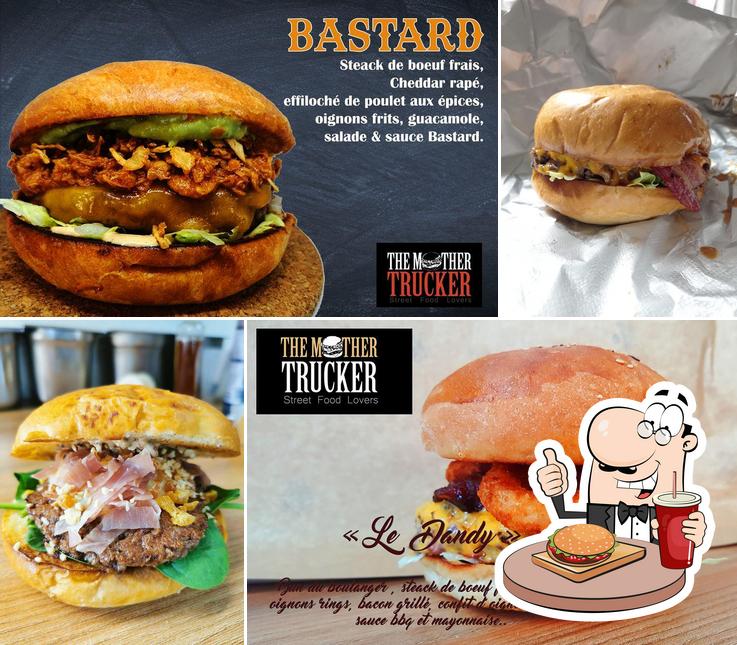 BASTARD
Steack de boeuf frais,
Cheddar rapé,
effiloché de poulet aux épices,
oignons frits, guacamole,
salade & sauce Bastard.
THE MOTHER
TRUCKER
Street Food Lovers
THE MOTHER
TRUCKER
Street Food Lovers
« Le Dandy »
Bun du boulanger, steack de boeuf
oignons rings, bacon grillé, confit d'
sauce bbq et mayonnaise..